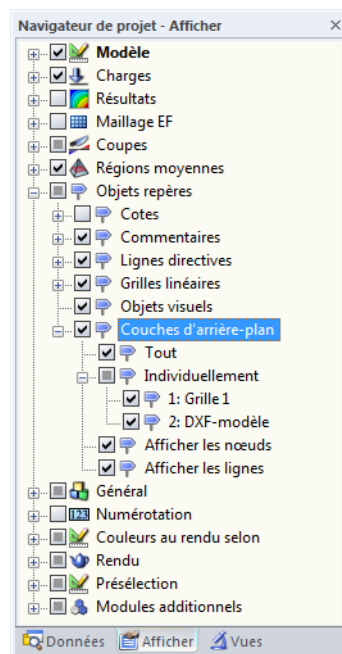 Navigateur de projet - Afficher
Modèle
Charges
Résultats
Maillage EF
Coupes
Régions moyennes
Objets repères
Cotes
Commentaires
Lignes directives
Grilles linéaires
Objets visuels
Couches d'arrière-plan
Tout
Individuellement
1: Grille 1
2: DXF-modèle
Afficher les nœuds
Afficher les lignes
Général
123 Numérotation
Couleurs au rendu selon
Rendu
Présélection
Modules additionnels
Données Afficher Vues